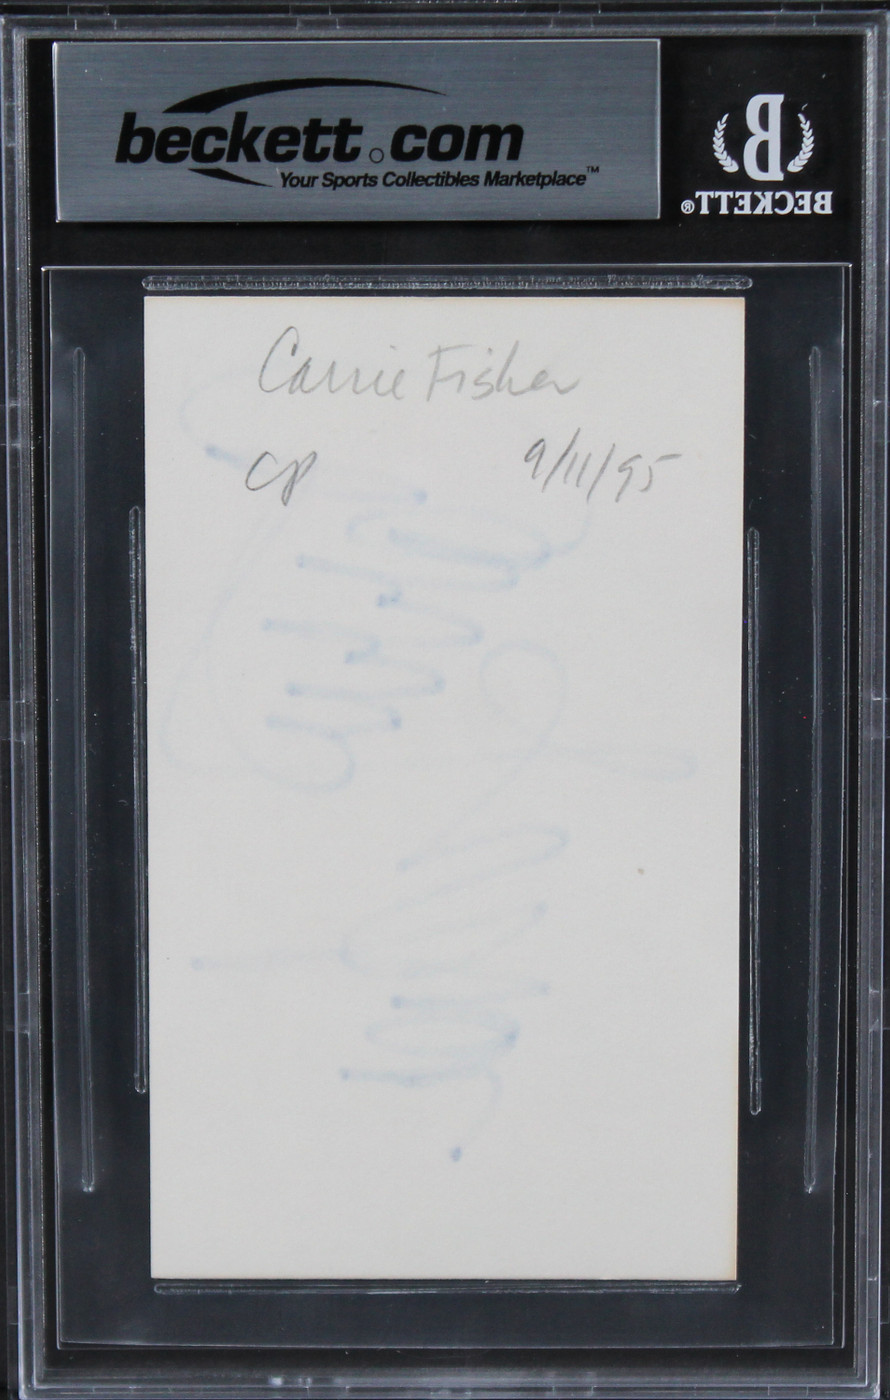 beckett.com
Your Sports Collectibles Marketplace™
B
BECKETT®
Carrie Fisher
CP 9/11/95